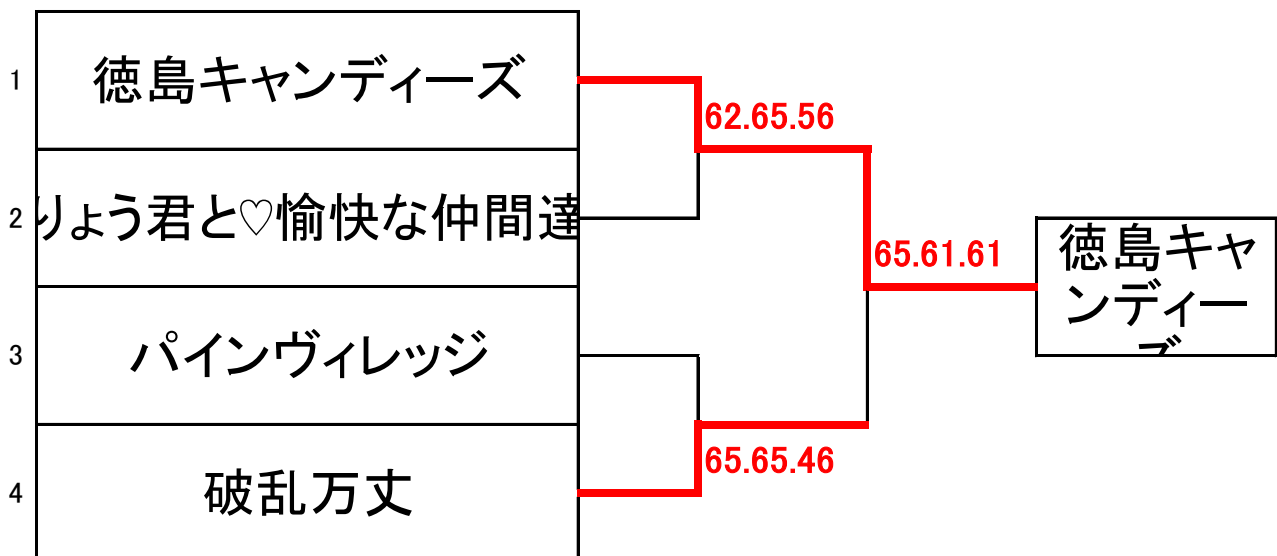 1
徳島キャンディーズ
62.65.56
2
りょう君と♡愉快な仲間達
65.61.61
徳島キャ
ンディー
ズ
3
パインヴィレッジ
65.65.46
4
破乱万丈